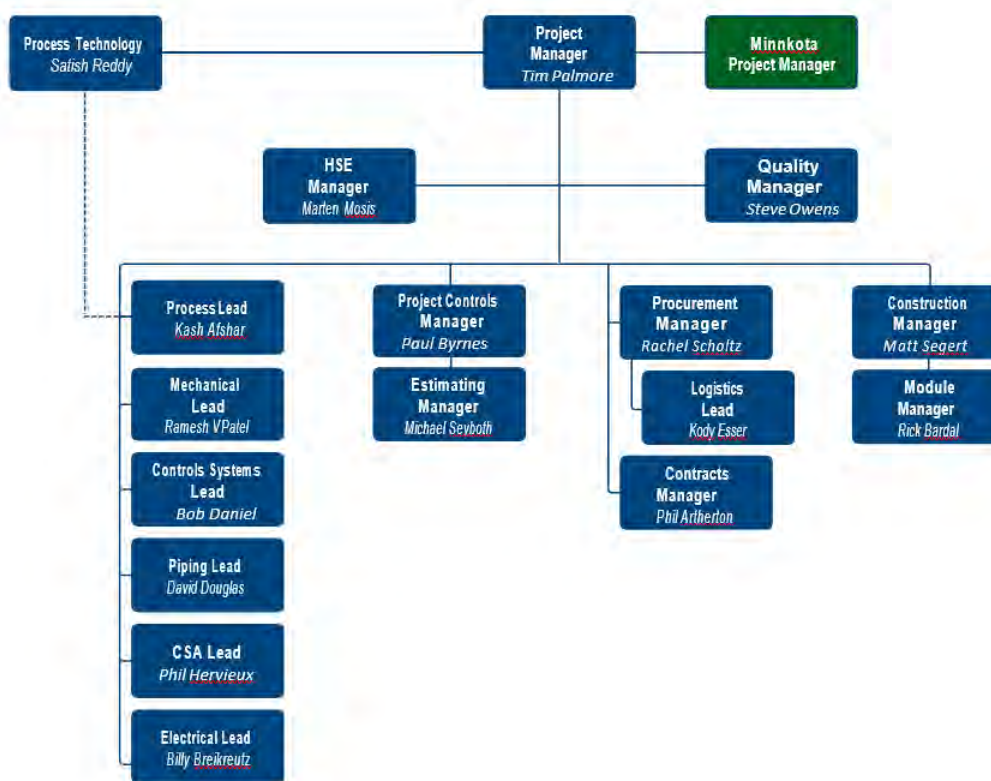 Process Technology
Satish Reddy
Project
Manager
Tim Palmore
Minnkota
Project Manager
HSE
Manager
Marten Mosis
Quality
Manager
Steve Owens
Process Lead
Kash Afshar
Project Controls
Manager
Paul Byrnes
Procurement
Manager
Rachel Scholtz
Construction
Manager
Matt Segert
Mechanical
Lead
Ramesh VPatel
Estimating
Manager
Michael Seyboth
Logistics
Lead
Kody Esser
Module
Manager
Rick Bardal
Controls Systems
Lead
Bob Daniel
Contracts
Manager
Phil Artherton
Piping Lead
David Douglas
CSA Lead
Phil Hervieux
Electrical Lead
Billy Breikreutz